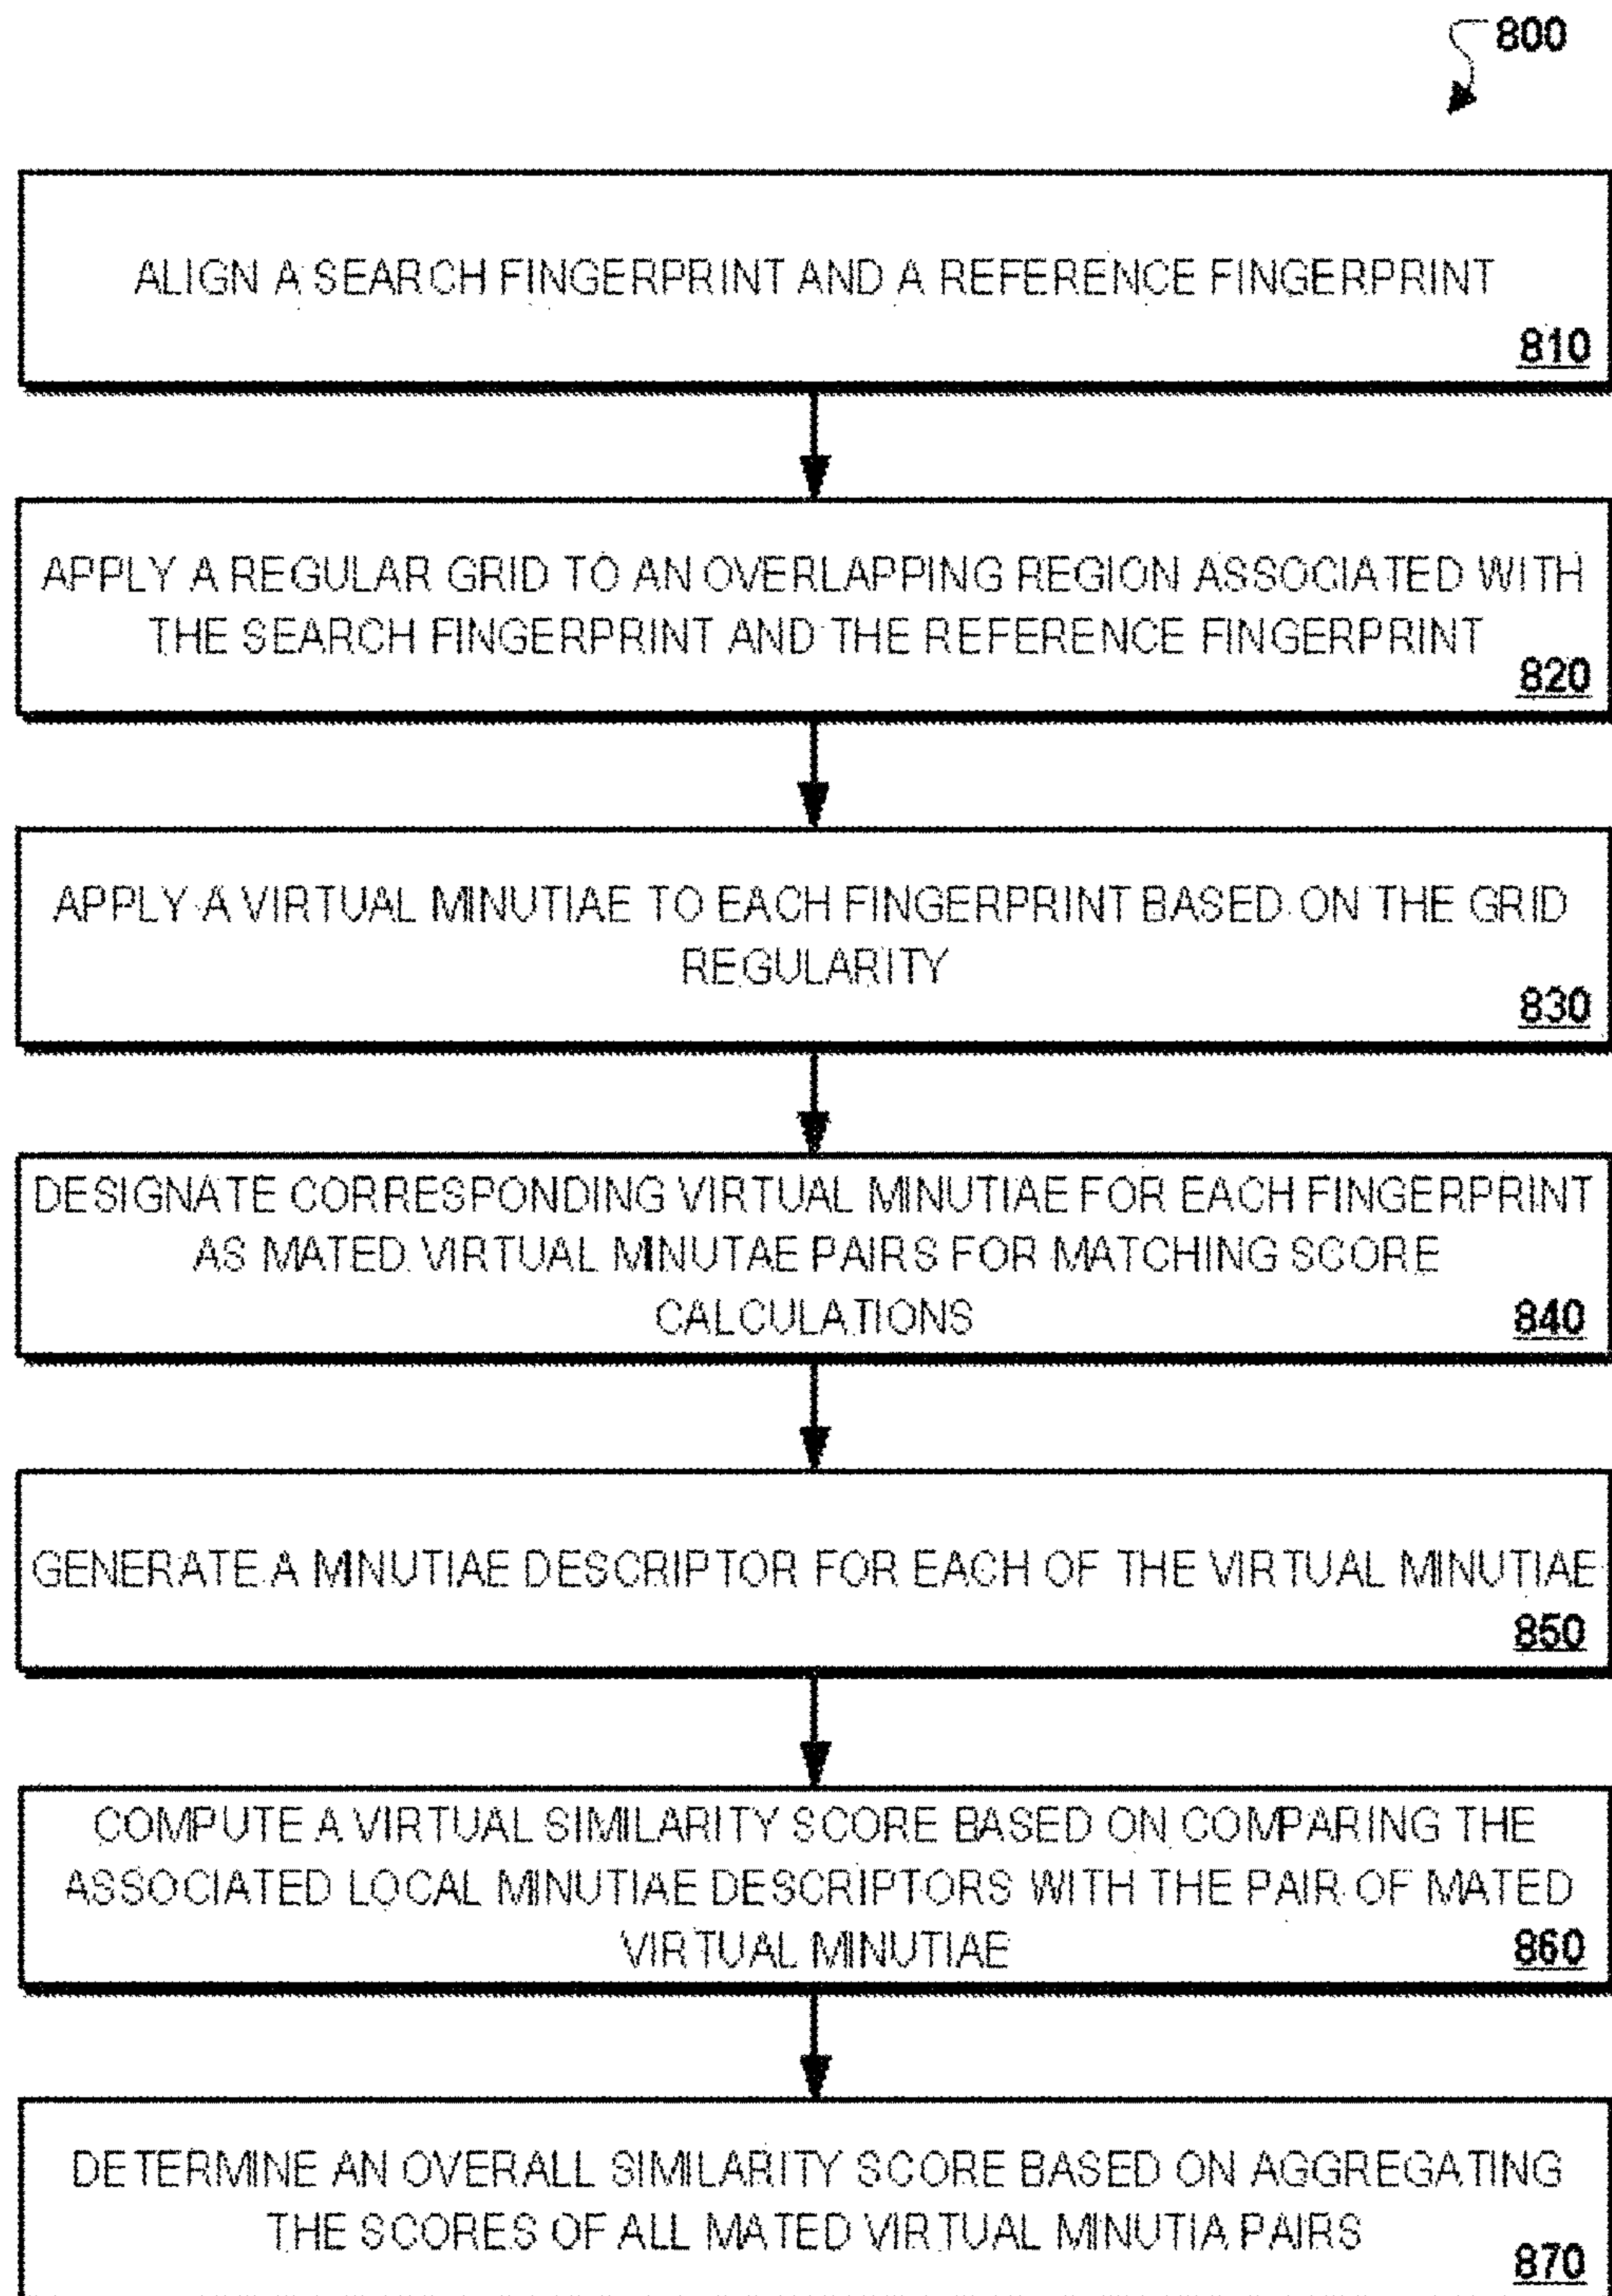 800
ALIGN A SEARCH FINGERPRINT AND A REFERENCE FINGERPRINT
810
APPLY A REGULAR GRID TO AN OVERLAPPING REGION ASSOCIATED WITH
THE SEARCH FINGERPRINT AND THE REFERENCE FINGERPRINT
820
APPLY A VIRTUAL MINUTIAE TO EACH FINGERPRINT BASED ON THE GRID
REGULARITY
830
DESIGNATE CORRESPONDING VIRTUAL MINUTIAE FOR EACH FINGERPRINT
AS MATED VIRTUAL MINUTAE PAIRS FOR MATCHING SCORE
CALCULATIONS
840
GENERATE A MINUTIAE DESCRIPTOR FOR EACH OF THE VIRTUAL MINUTIAE
850
COMPUTE A VIRTUAL SIMILARITY SCORE BASED ON COMPARING THE
ASSOCIATED LOCAL MINUTIAE DESCRIPTORS WITH THE PAIR OF MATED
VIRTUAL MINUTIAE
860
DETERMINE AN OVERALL SIMILARITY SCORE BASED ON AGGREGATING
THE SCORES OF ALL MATED VIRTUAL MINUTIA PAIRS
870